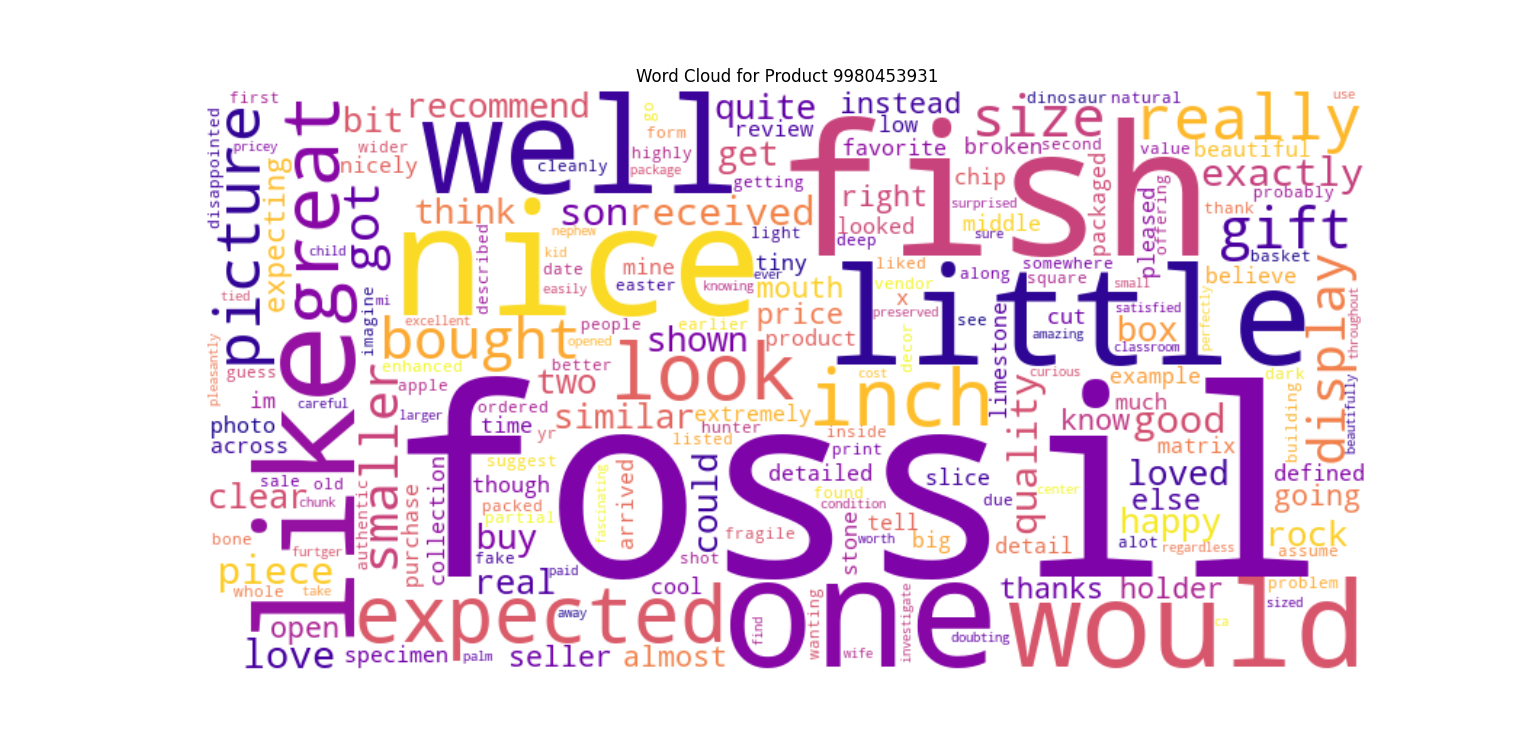 Word Cloud for Product 9980453931
first
recommend
well
go
quite
instead
dinosaur
natural
use
disappointed
picture
pricey
great
bit
wider
nicely
form
highly
package
review
low
size
really
cleanly
get
getting
fish
favorite
broken
second
value
beautiful
exactly
probably
expecting
child
got
think
son
received
right
looked
chip
surprised
middle
sure
packaged
pleased
offering
thank
gift
basket
nice
nephew
described
kid
date
easily
mine
easter
light
tiny
ever
knowing
deep
liked
along
somewhere
square
small
believe
display
tied
imagine
mi
like
excellent
people
earlier
mouth
vendor
x
preserved
see
little
satisfied
amazing
classroom
box
cut
perfectly
throughout
pleasantly
guess
bought
opened
shown
price
product
decor
limestone
enhanced
better
look
cost
curious
example
dark
im
careful
apple
two
inch
much
photo
across
smaller
larger
ordered
time
yr
similar
extremely
hunter
listed
inside
print
quality
know
good
matrix
building
beautifully
fossil
sale
old
chunk
clear
authentic
purchase
collection
suggest
though
packed
partial
fascinating
arrived
could
detailed
found
condition
slice
due
center
loved
else
defined
going
bone
furtger
buy
fake
shot
fragile
stone
tell
worth
big
detail
happy
alot
regardless
rock
assume
piece
whole
take
real
paid
cool
one
thanks
holder
problem
sized
open
expected
away
find
wanting
wife
investigate
doubting
would
ca
love
specimen
palm
seller
almost